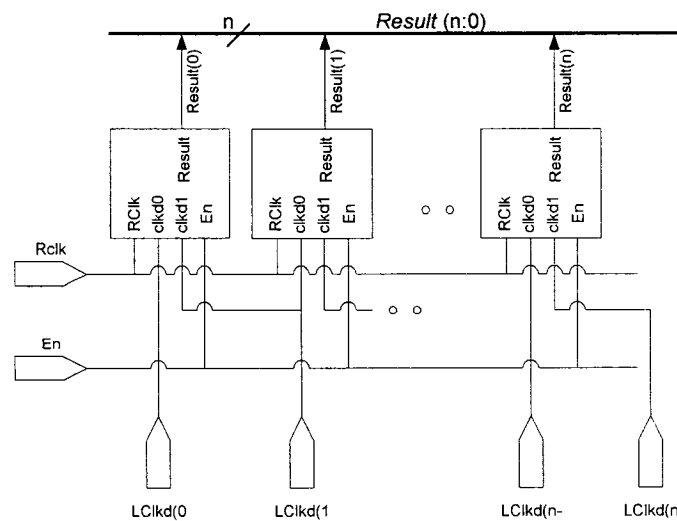 n
Result (n:0)
Result(0)
Result(1)
Result(n)
Result
RClk
clkd0
clkd1
En
Result
RClk
clkd0
clkd1
En
Result
RClk
clkd0
clkd1
En
Rclk
En
LClkd(0
LClkd(1
LClkd(n-
LClkd(n